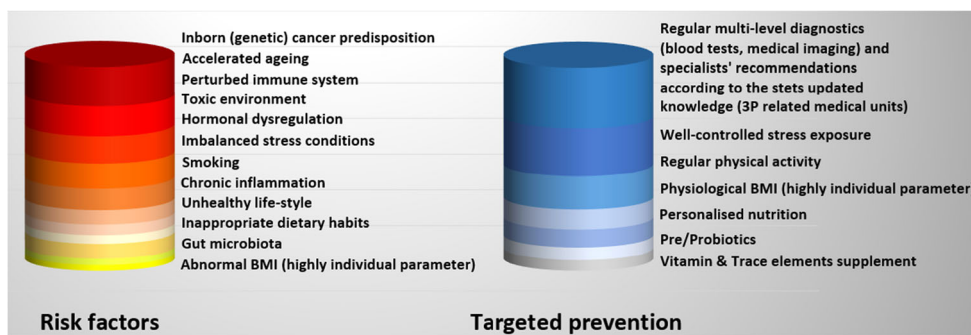 Inborn (genetic) cancer predisposition
Accelerated ageing
Perturbed immune system
Toxic environment
Hormonal dysregulation
Imbalanced stress conditions
Smoking
Chronic inflammation
Unhealthy life-style
Inappropriate dietary habits
Gut microbiota
Abnormal BMI (highly individual parameter)
Risk factors
Regular multi-level diagnostics
(blood tests, medical imaging) and
specialists' recommendations
according to the stets updated
knowledge (3P related medical units)
Well-controlled stress exposure
Regular physical activity
Physiological BMI (highly individual parameter
Personalised nutrition
Pre/Probiotics
Vitamin & Trace elements supplement
Targeted prevention